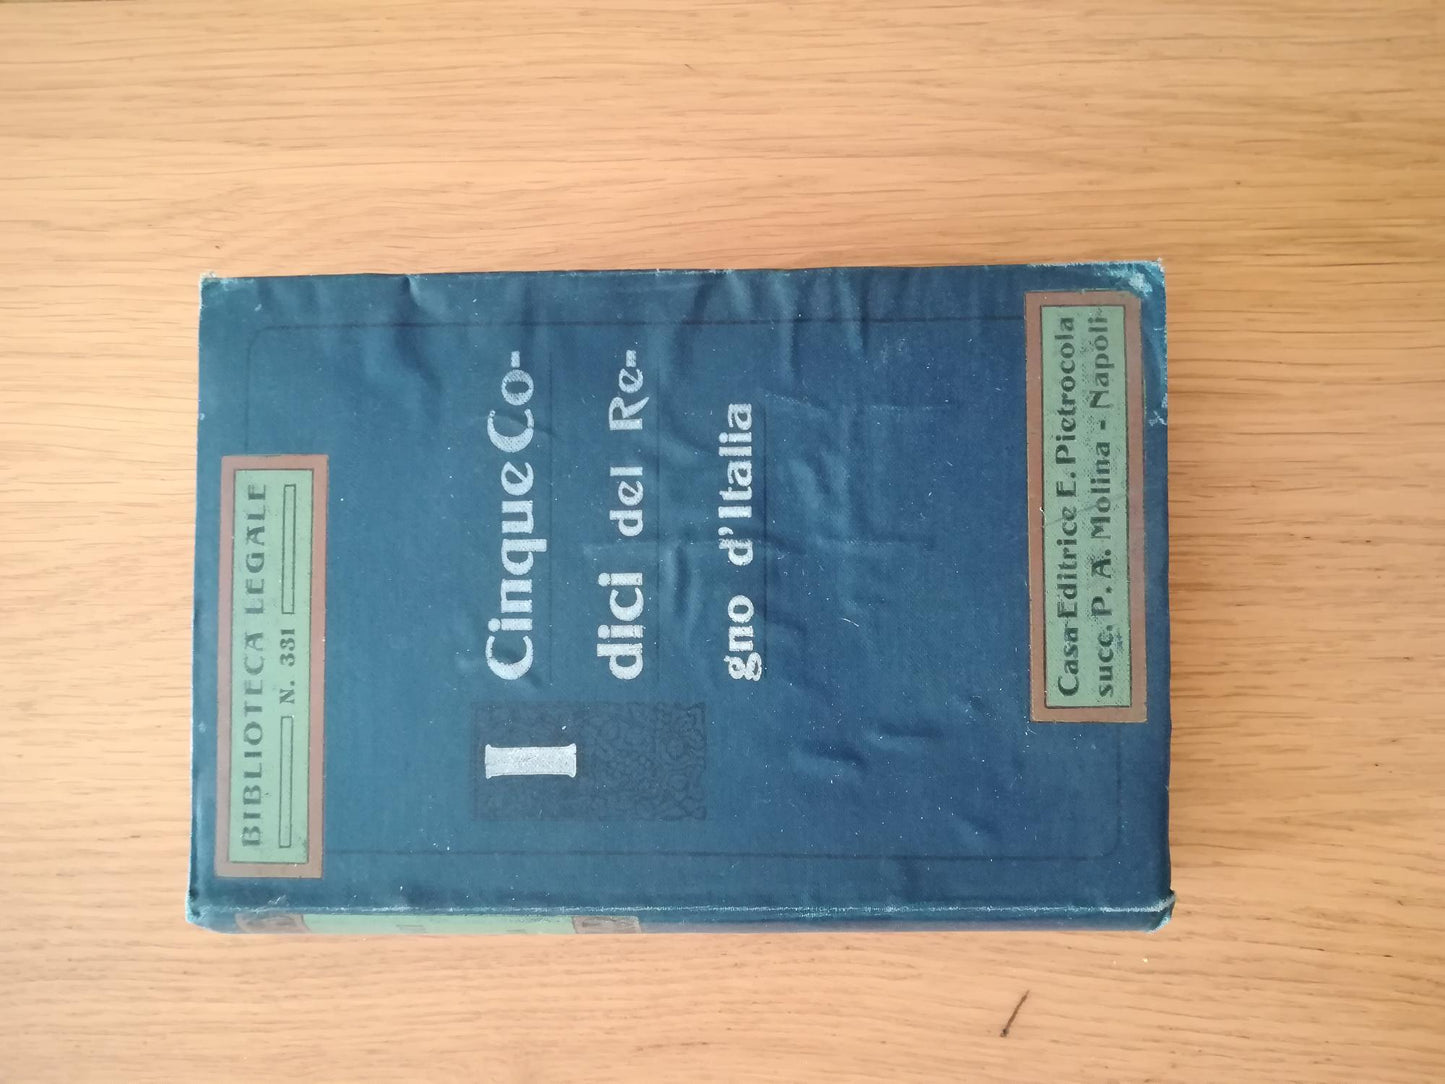 BIBLIOTECA LEGALE
N. 331
I Cinque Co-
dici del Re-
gno d'Italia
Casa-Editrice E. Pietrocola
succ. P. A. Molina - Napoli